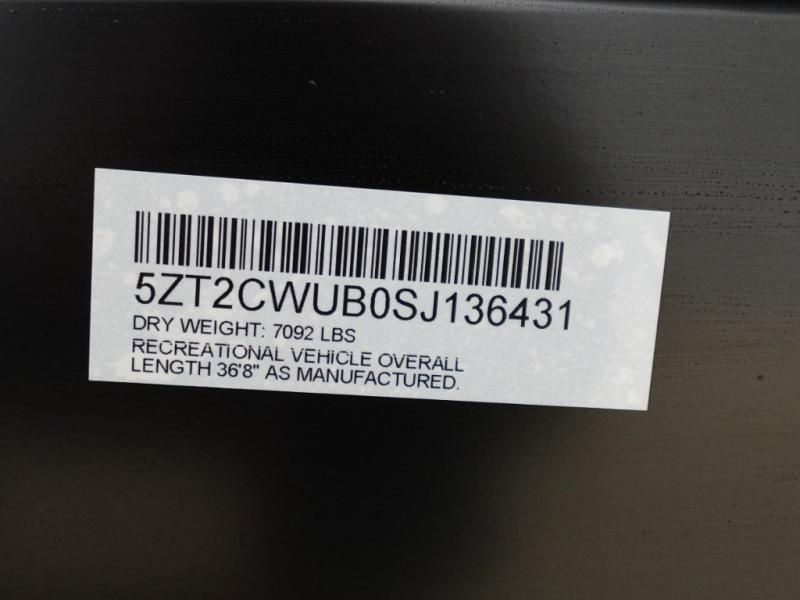 5ZT2CWUB0SJ136431
DRY WEIGHT: 7092 LBS
RECREATIONAL VEHICLE OVERALL
LENGTH 36'8" AS MANUFACTURED.